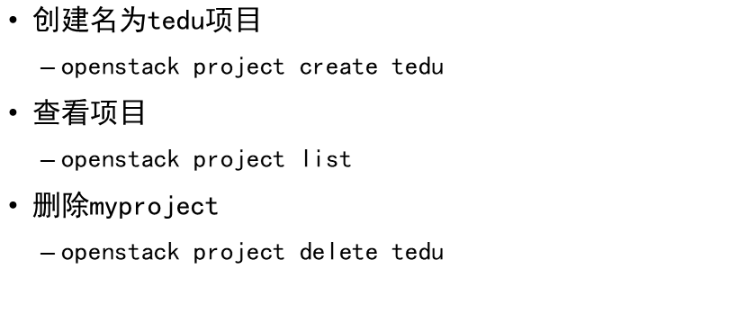 • 创建名为tedu项目
–openstack project create tedu
• 查看项目
–openstack project list
• 删除myproject
–openstack project delete tedu